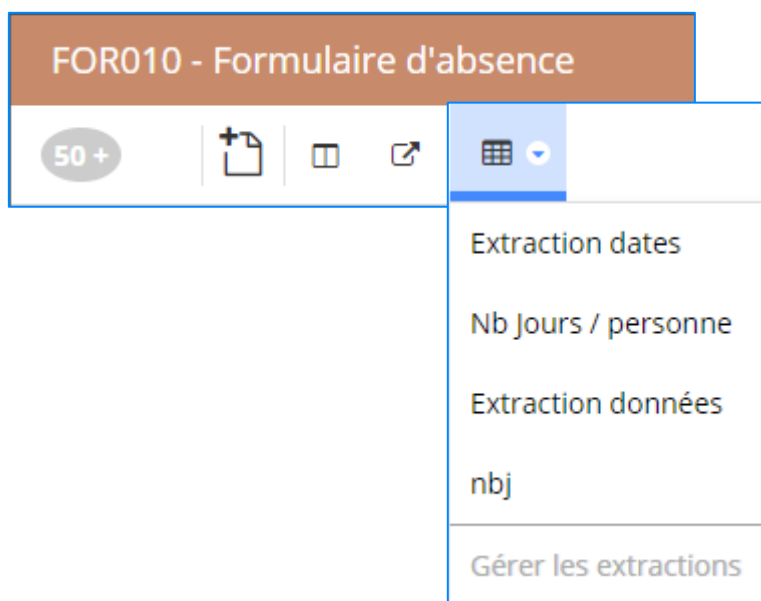 FOR010 - Formulaire d'absence
50 +
Extraction dates
Nb Jours / personne
Extraction données
nbj
Gérer les extractions